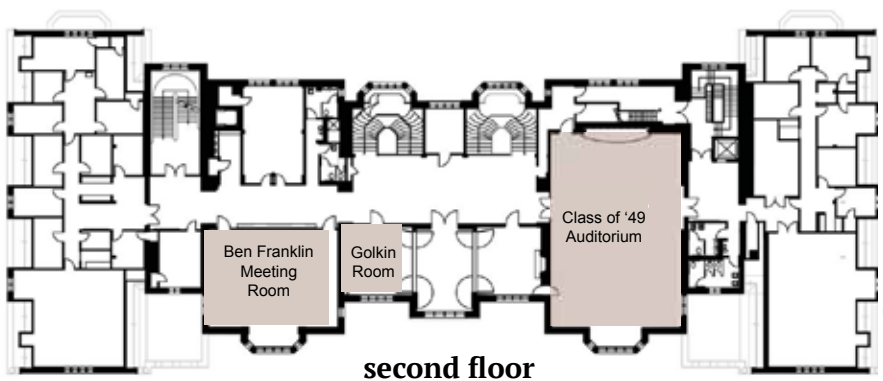 Ben Franklin
Meeting
Room
Golkin
Room
Class of ‘49
Auditorium
second floor